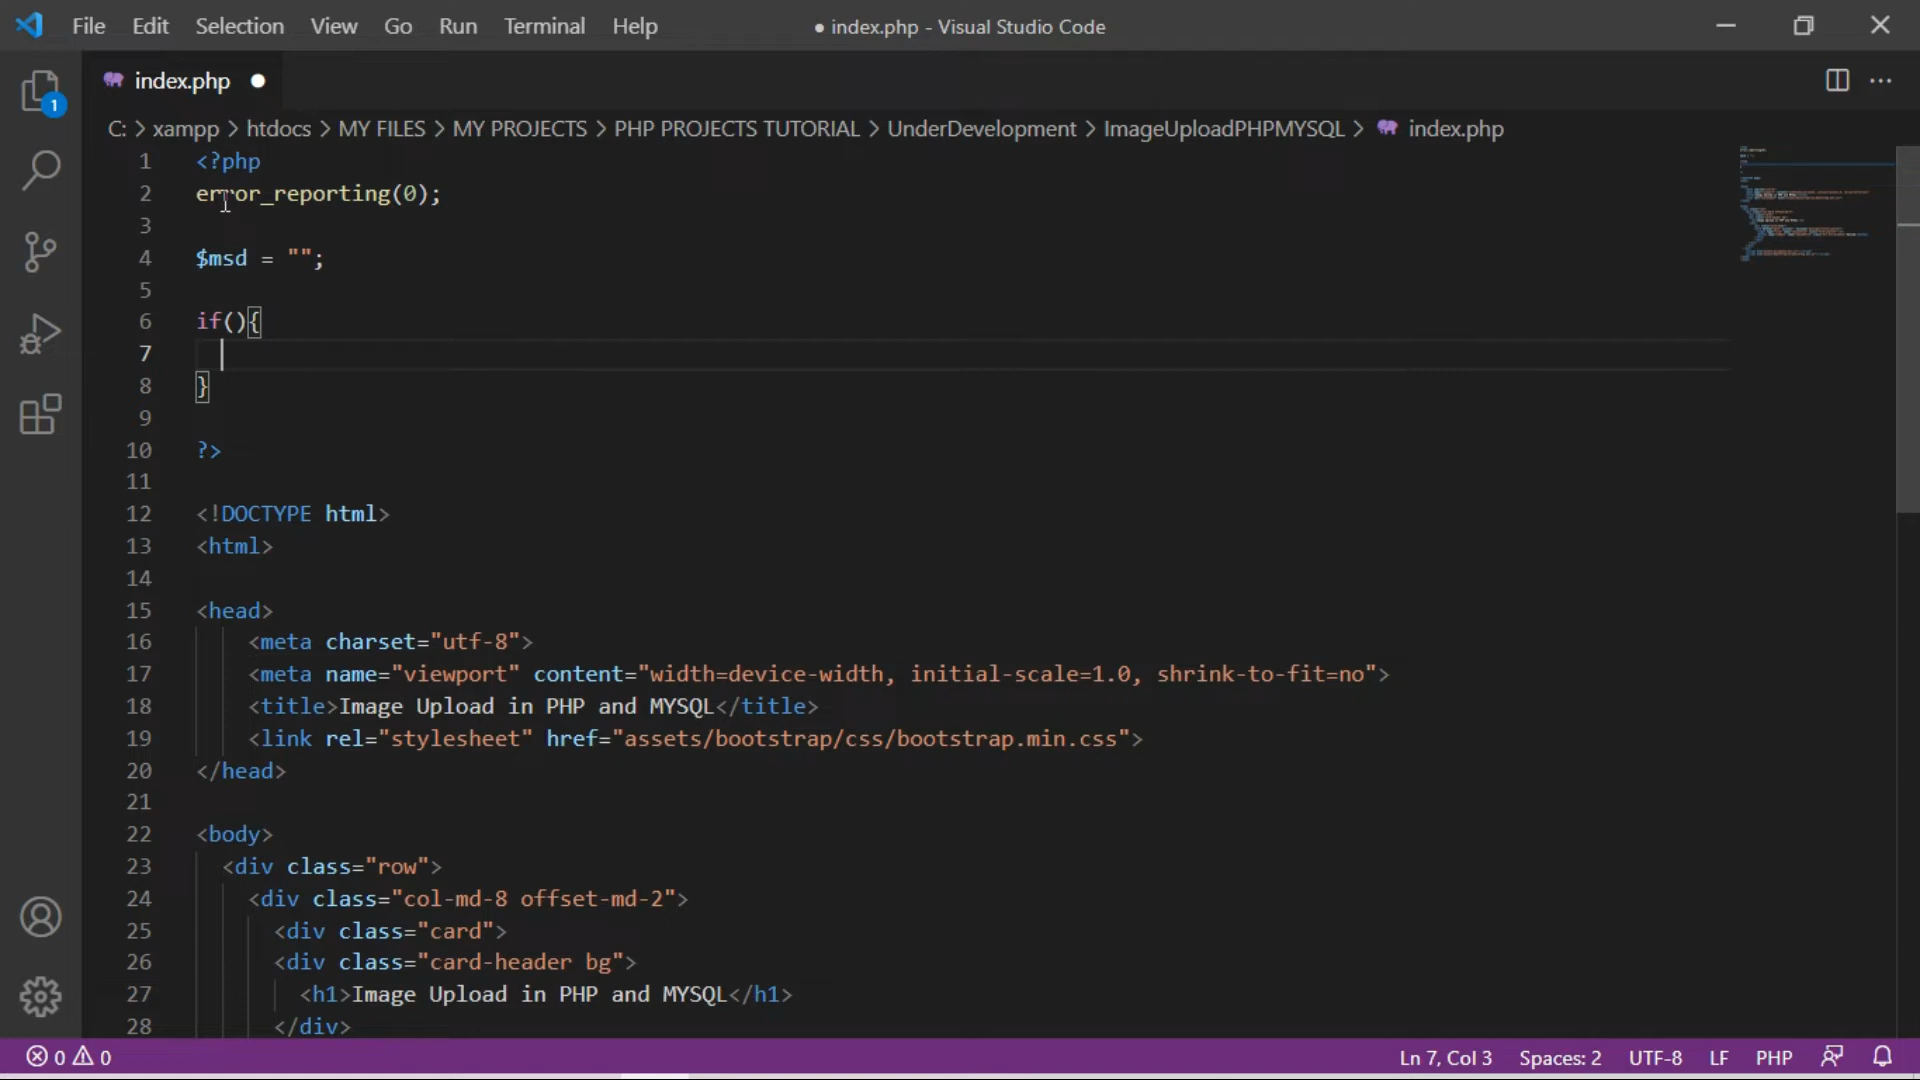 File Edit Selection View Go Run Terminal Help ● index.php - Visual Studio Code
index.php ●
C: > xampp > htdocs > MY FILES > MY PROJECTS > PHP PROJECTS TUTORIAL > UnderDevelopment > ImageUploadPHPMYSQL > index.php
1
1 <?php
2 error_reporting(0);
3
4 $msd = "";
5
6 if(){
7
8 }
9
10 ?>
11
12 <!DOCTYPE html>
13 <html>
14
15 <head>
16 <meta charset="utf-8">
17 <meta name="viewport" content="width=device-width, initial-scale=1.0, shrink-to-fit=no">
18 <title>Image Upload in PHP and MYSQL</title>
19 <link rel="stylesheet" href="assets/bootstrap/css/bootstrap.min.css">
20 </head>
21
22 <body>
23 <div class="row">
24 <div class="col-md-8 offset-md-2">
25 <div class="card">
26 <div class="card-header bg">
27 <h1>Image Upload in PHP and MYSQL</h1>
28 </div>
0 0 Ln 7, Col 3 Spaces: 2 UTF-8 LF PHP